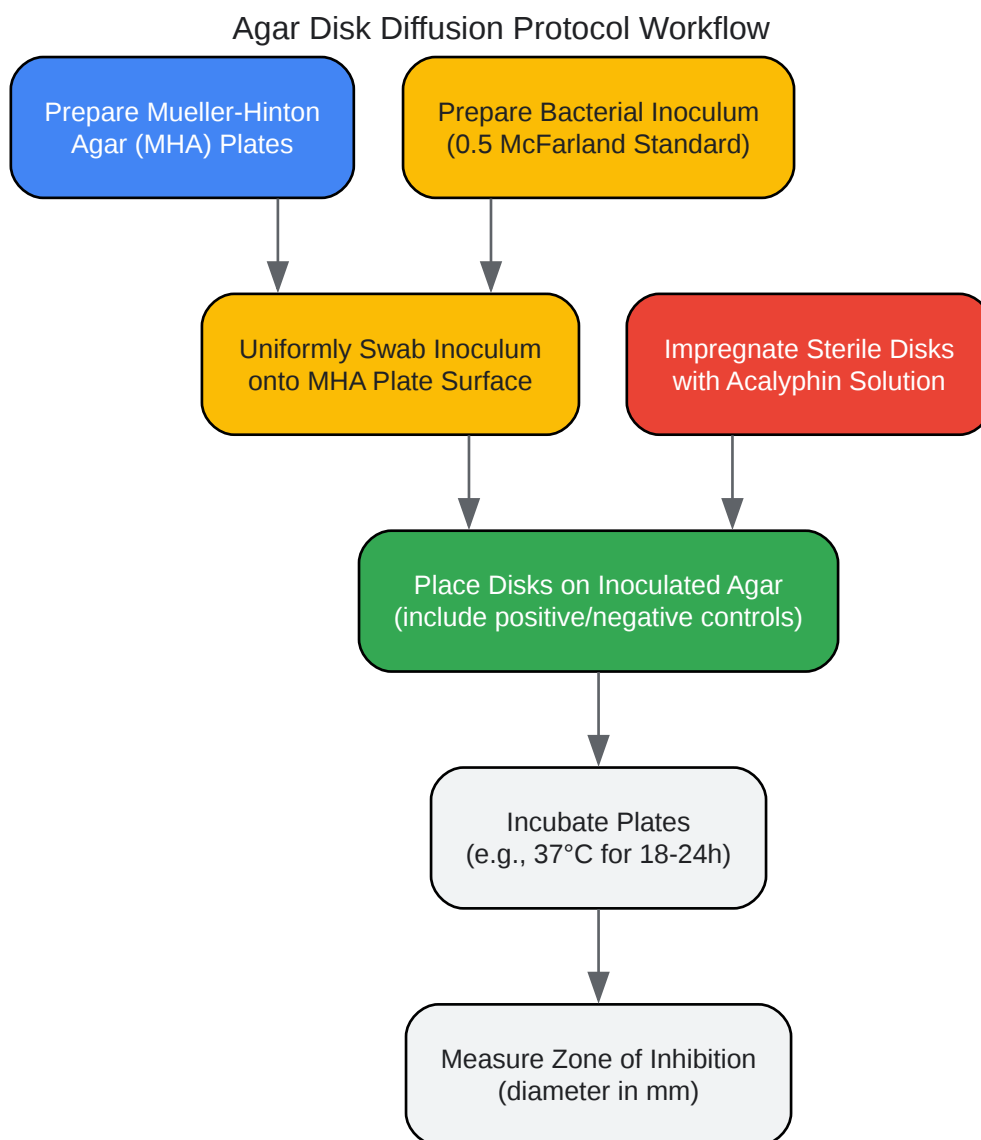 Agar Disk Diffusion Protocol Workflow
Prepare Mueller-Hinton
Agar (MHA) Plates
Prepare Bacterial Inoculum
(0.5 McFarland Standard)
Uniformly Swab Inoculum
onto MHA Plate Surface
Impregnate Sterile Disks
with Acalyphin Solution
Place Disks on Inoculated Agar
(include positive/negative controls)
Incubate Plates
(e.g., 37°C for 18-24h)
Measure Zone of Inhibition
(diameter in mm)